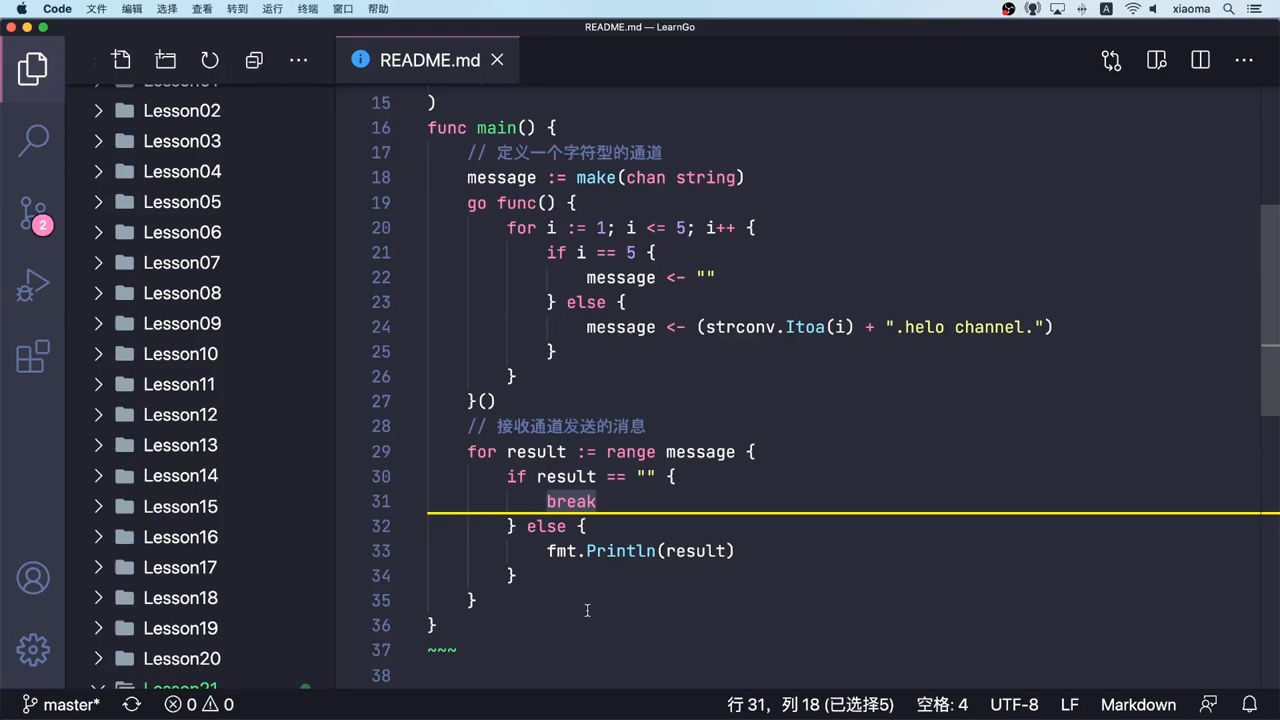 Code 文件 编辑 选择 查看 转到 运行 终端 窗口 帮助 A xiaoma
README.md — LearnGo
README.md
2
Lesson02
Lesson03
Lesson04
Lesson05
Lesson06
Lesson07
Lesson08
Lesson09
Lesson10
Lesson11
Lesson12
Lesson13
Lesson14
Lesson15
Lesson16
Lesson17
Lesson18
Lesson19
Lesson20
Lesson21
15 )
16 func main() {
17 // 定义一个字符型的通道
18 message := make(chan string)
19 go func() {
20 for i := 1; i <= 5; i++ {
21 if i == 5 {
22 message <- ""
23 } else {
24 message <- (strconv.Itoa(i) + ".helo channel.")
25 }
26 }
27 }()
28 // 接收通道发送的消息
29 for result := range message {
30 if result == "" {
31 break
32 } else {
33 fmt.Println(result)
34 }
35 }
36 }
37 ~~~
38
master* 0 0 行 31，列 18 (已选择5) 空格: 4 UTF-8 LF Markdown